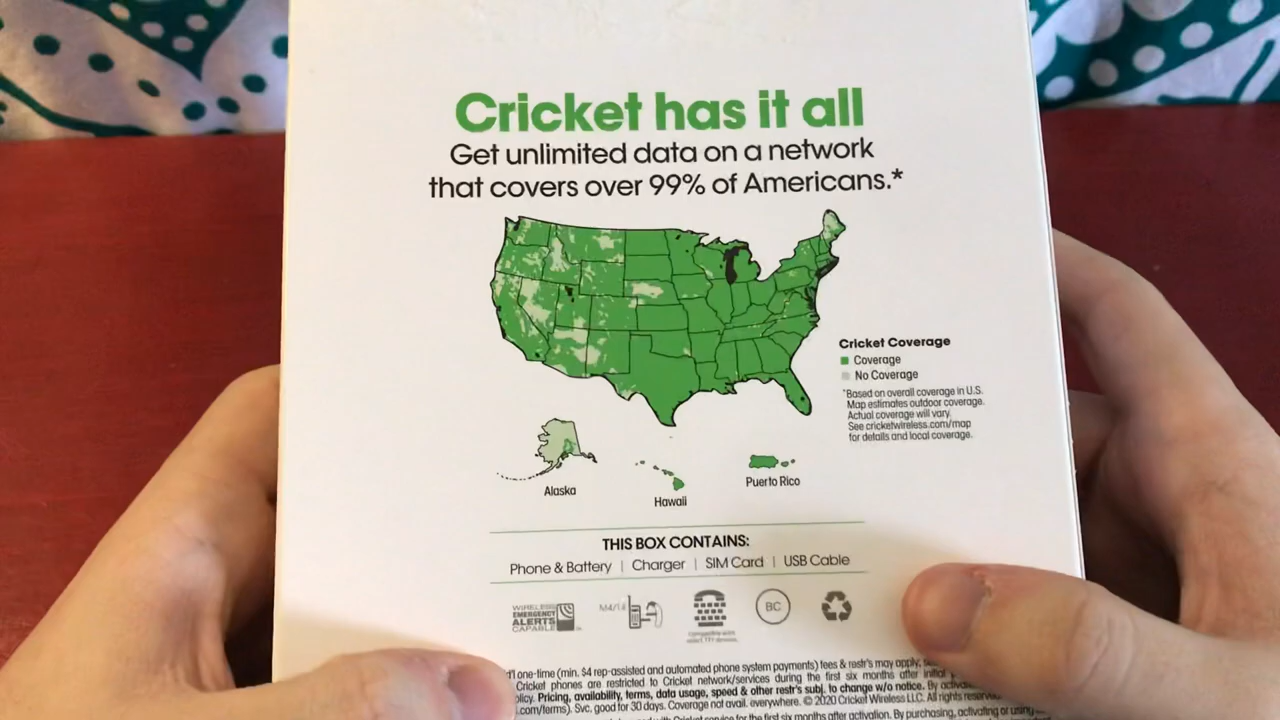 Cricket has it all
Get unlimited data on a network
that covers over 99% of Americans.*
Cricket Coverage
Coverage
No Coverage
*Based on overall coverage in U.S.
Map estimates outdoor coverage.
Actual coverage will vary.
See cricketwireless.com/map
for details and local coverage.
Alaska
Hawaii
Puerto Rico
THIS BOX CONTAINS:
Phone & Battery | Charger | SIM Card | USB Cable
WIRELESS
EMERGENCY
ALERTS
CAPABLE
BC
compatible with
select TTY devices
one-time (min. $4 rep-assisted and automated phone system payments) fees & restr's may apply;
Cricket phones are restricted to Cricket network/services during the first six months after initial
Pricing, availability, terms, data usage, speed & other restr's subj. to change w/o notice. By
.com/terms). Svc. good for 30 days. Coverage not avail. everywhere. © 2020 Cricket Wireless LLC. All rights
with Cricket service for the first six months after activation. By purchasing, activating or using